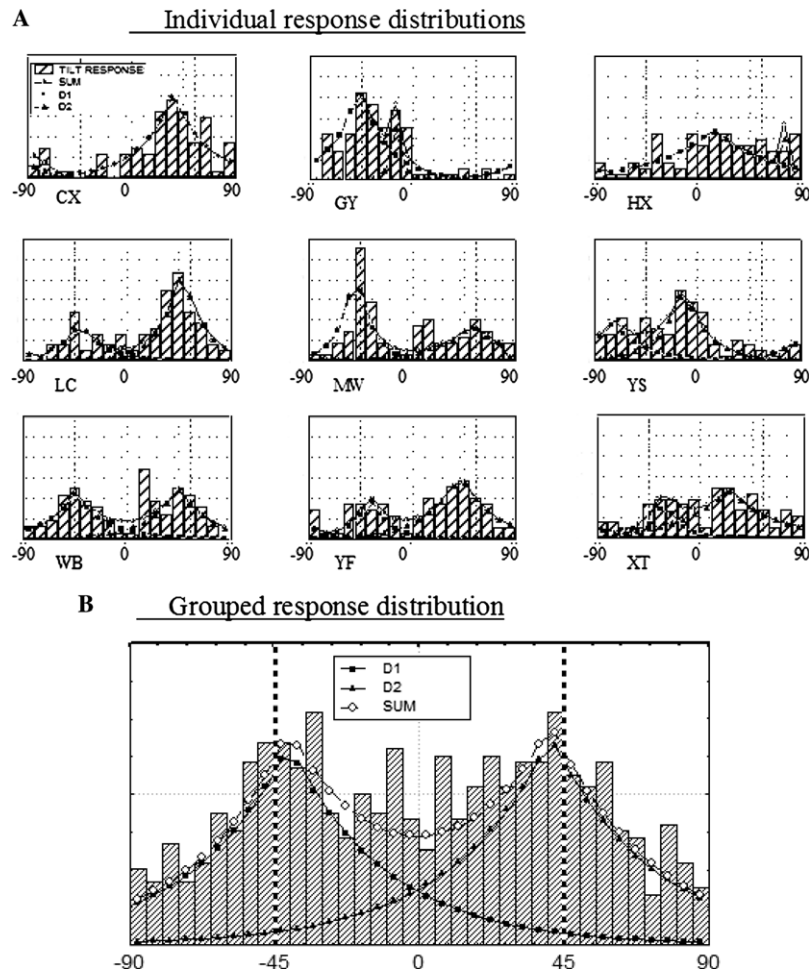 A Individual response distributions
TILT RESPONSE
SUM
D1
D2
-90 0 90
CX
GY
-90 0 90
HX
-90 0 90
LC
-90 0 90
MW
-90 0 90
YS
-90 0 90
WB
-90 0 90
YF
-90 0 90
XT
-90 0 90
B Grouped response distribution
D1
D2
SUM
-90 -45 0 45 90